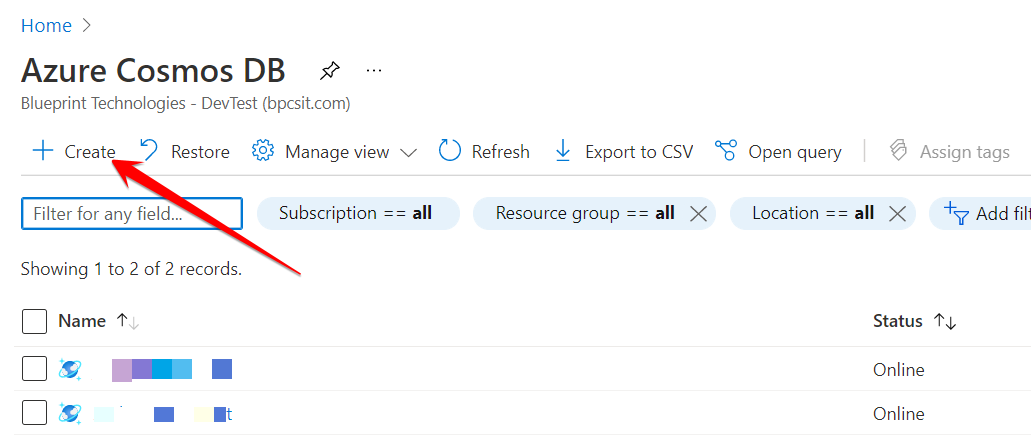 Home >
Azure Cosmos DB ...
Blueprint Technologies - DevTest (bpcsit.com)
+ Create Restore Manage view Refresh Export to CSV Open query Assign tags
Filter for any field... Subscription == all Resource group == all Location == all Add filt
Showing 1 to 2 of 2 records.
Name ↑↓ Status ↑↓
Online
t Online